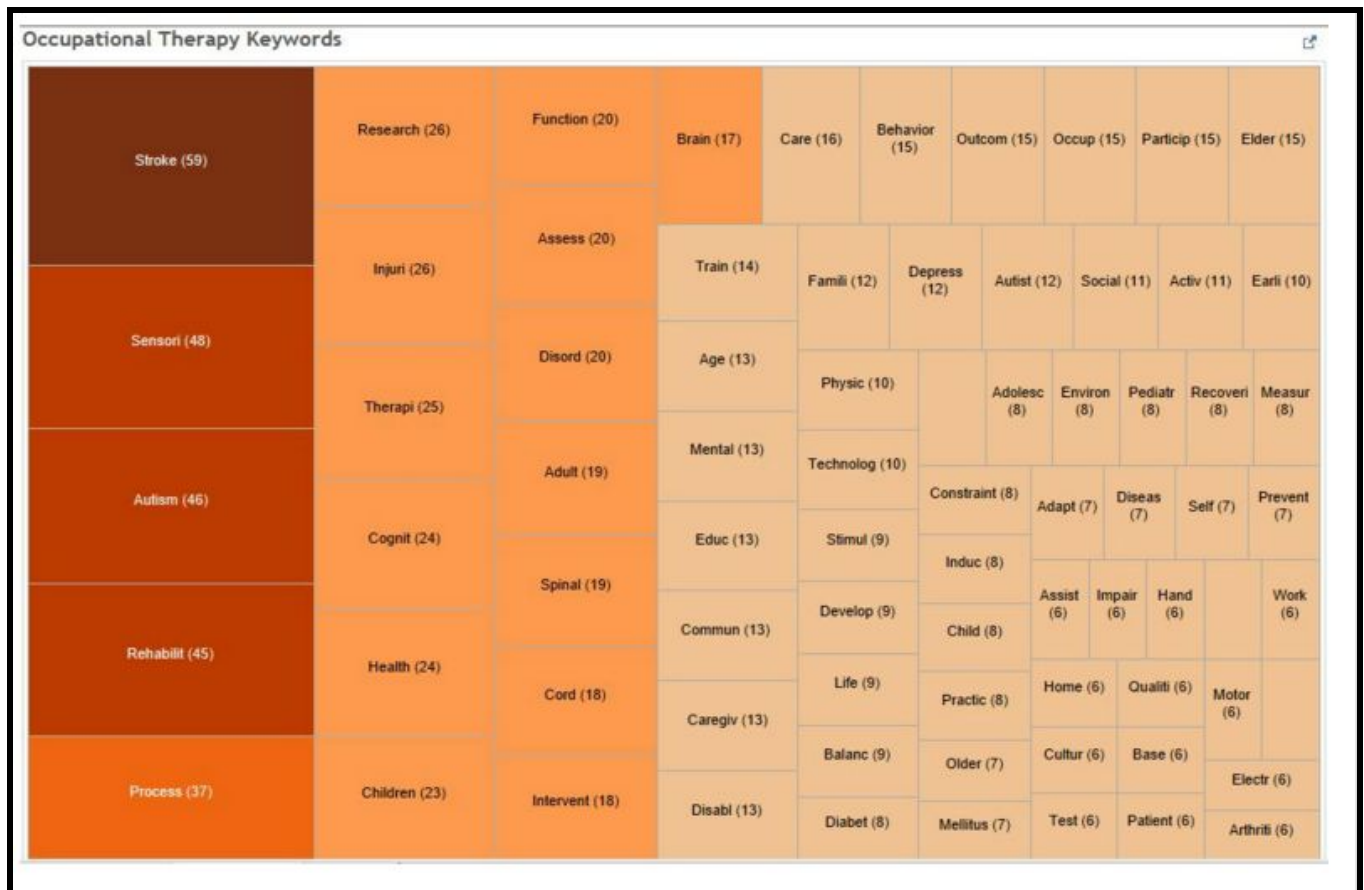 Occupational Therapy Keywords
Stroke (59)
Sensori (48)
Autism (46)
Rehabilit (45)
Process (37)
Research (26)
Injuri (26)
Therapi (25)
Cognit (24)
Health (24)
Children (23)
Function (20)
Assess (20)
Disord (20)
Adult (19)
Spinal (19)
Cord (18)
Intervent (18)
Brain (17)
Care (16)
Behavior
(15)
Outcom (15)
Occup (15)
Particip (15)
Elder (15)
Train (14)
Age (13)
Mental (13)
Educ (13)
Commun (13)
Caregiv (13)
Disabl (13)
Famili (12)
Depress
(12)
Autist (12)
Social (11)
Activ (11)
Earli (10)
Physic (10)
Technolog (10)
Stimul (9)
Develop (9)
Life (9)
Balanc (9)
Diabet (8)
Adolesc
(8)
Environ
(8)
Pediatr
(8)
Recoveri
(8)
Measur
(8)
Constraint (8)
Induc (8)
Child (8)
Practic (8)
Older (7)
Mellitus (7)
Adapt (7)
Diseas
(7)
Self (7)
Prevent
(7)
Assist
(6)
Impair
(6)
Hand
(6)
Work
(6)
Home (6)
Qualiti (6)
Motor
(6)
Cultur (6)
Base (6)
Electr (6)
Test (6)
Patient (6)
Arthriti (6)